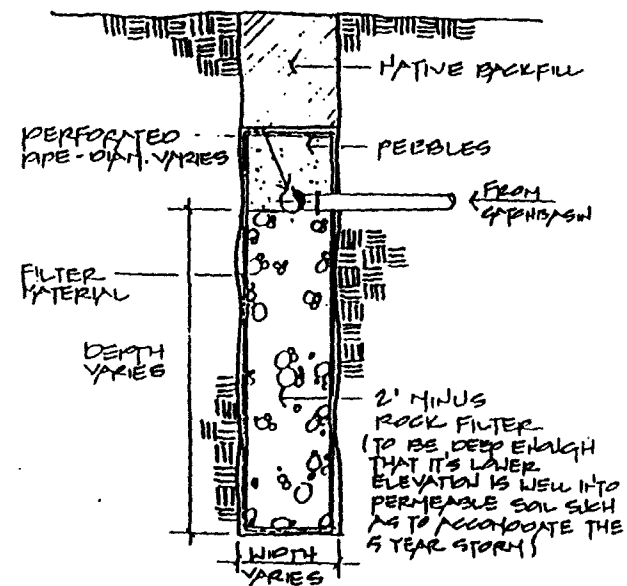 NATIVE BACKFILL
PERFORATED
PIPE - DIAM. VARIES
PEBBLES
FROM
CATCHBASIN
FILTER
MATERIAL
DEPTH
VARIES
2" MINUS
ROCK FILTER
(TO BE DEEP ENOUGH
THAT IT'S LOWER
ELEVATION IS WELL INTO
PERMEABLE SOIL SUCH
AS TO ACCOMODATE THE
5 YEAR STORM)
WIDTH
VARIES